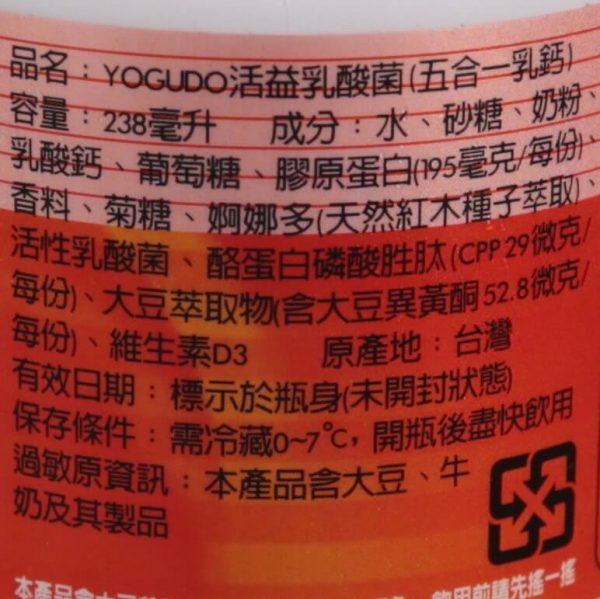 品名：YOGUDO活益乳酸菌(五合一乳鈣)
容量：238毫升 成分：水、砂糖、奶粉、
乳酸鈣、葡萄糖、膠原蛋白(195毫克/每份)、
香料、菊糖、婀娜多(天然紅木種子萃取)、
活性乳酸菌、酪蛋白磷酸胜肽(CPP 29微克/
每份)、大豆萃取物(含大豆異黃酮 52.8微克/
每份)、維生素D3 原產地：台灣
有效日期：標示於瓶身(未開封狀態)
保存條件：需冷藏0~7℃，開瓶後盡快飲用
過敏原資訊：本產品含大豆、牛
奶及其製品
本產品含大豆 飲用前請先搖一搖